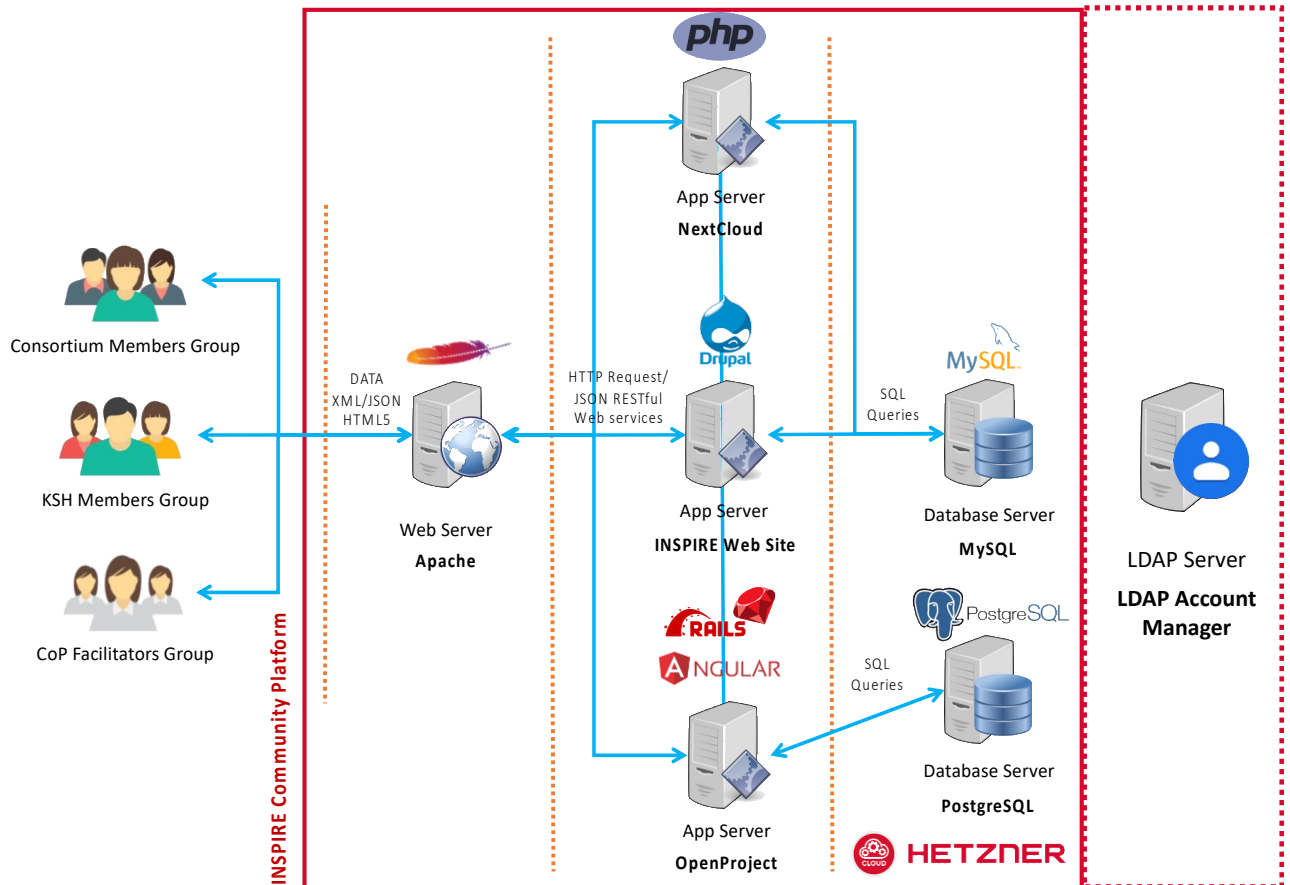 php
App Server
NextCloud
Consortium Members Group
KSH Members Group
CoP Facilitators Group
INSPIRE Community Platform
DATA
XML/JSON
HTML5
Web Server
Apache
HTTP Request/
JSON RESTful
Web services
Drupal
App Server
INSPIRE Web Site
RAILS
ANGULAR
App Server
OpenProject
SQL
Queries
MySQL
Database Server
MySQL
PostgreSQL
SQL
Queries
Database Server
PostgreSQL
CLOUD
HETZNER
LDAP Server
LDAP Account
Manager